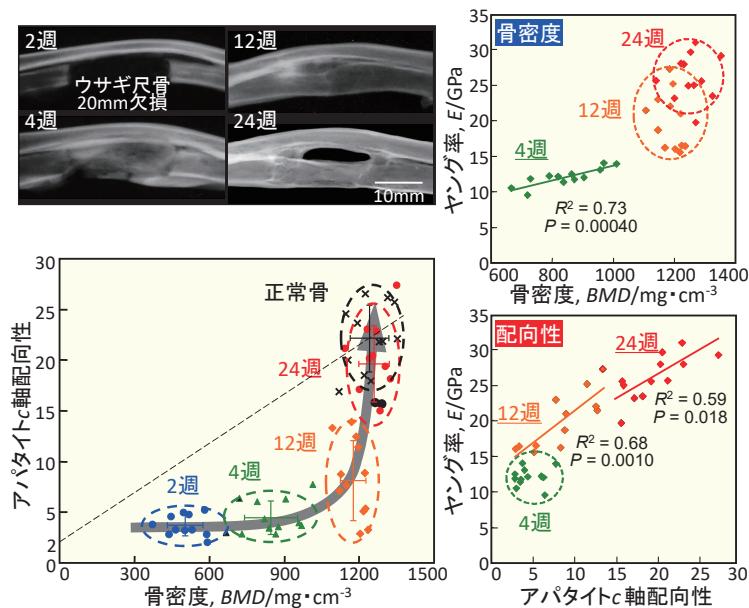 2週
ウサギ尺骨
20mm欠損
12週
4週
24週
10mm
骨密度
35
30
25
20
15
10
5
0
ヤング率, E/GPa
24週
12週
4週
R² = 0.73
P = 0.00040
600
800
1000
1200
1400
骨密度, BMD/mg・cm⁻³
30
25
20
15
10
5
2
0
アパタイトc軸配向性
正常骨
24週
12週
4週
2週
0
300
600
900
1200
1500
骨密度, BMD/mg・cm⁻³
配向性
35
30
25
20
15
10
5
0
ヤング率, E/GPa
24週
R² = 0.59
P = 0.018
12週
R² = 0.68
P = 0.0010
4週
0
5
10
15
20
25
30
アパタイトc軸配向性